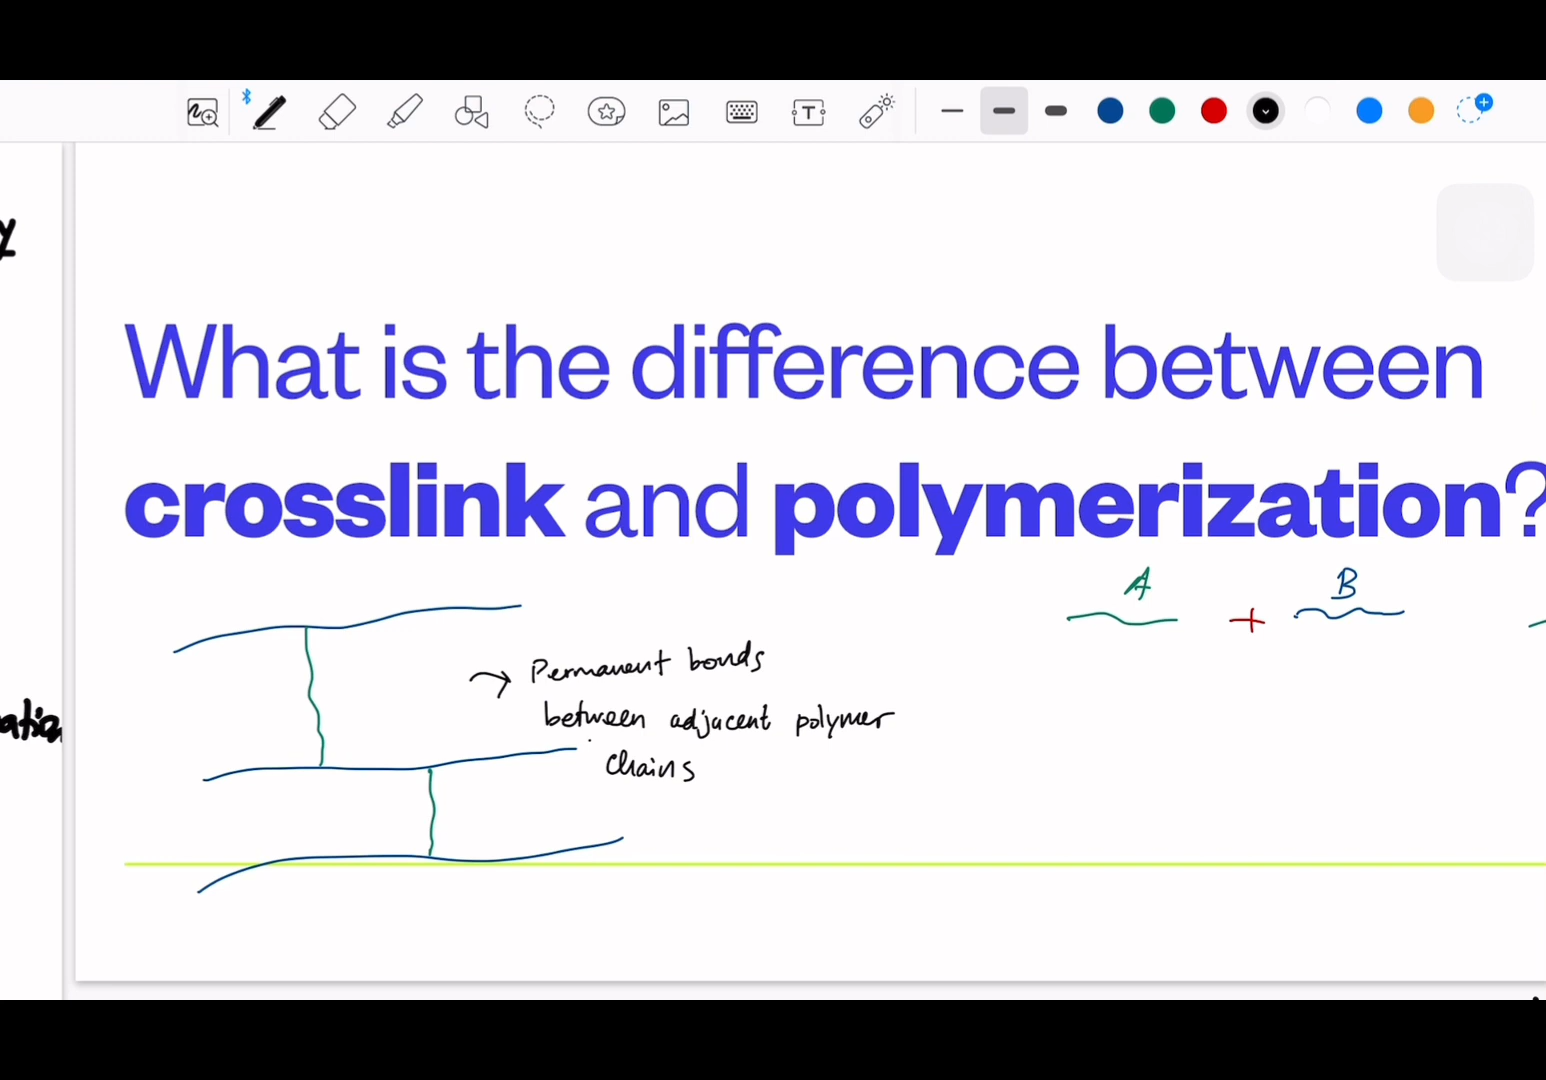 What is the difference between
crosslink and polymerization?
A + B
Permanent bonds
between adjacent polymer
chains